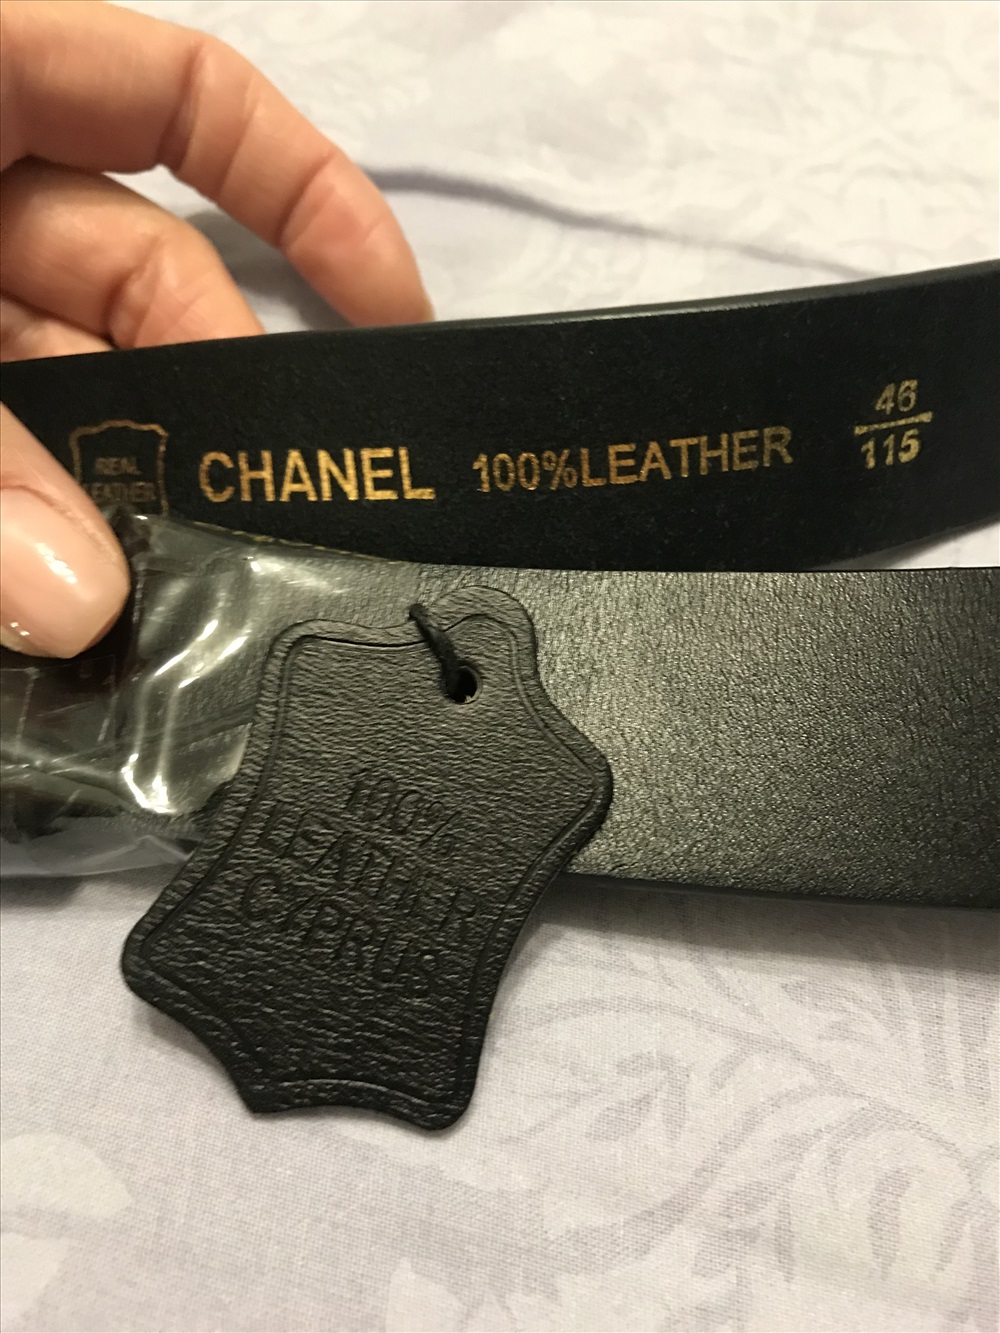 REAL
LEATHER
CHANEL
100%LEATHER
46
115
100%
LEATHER
CYPRUS